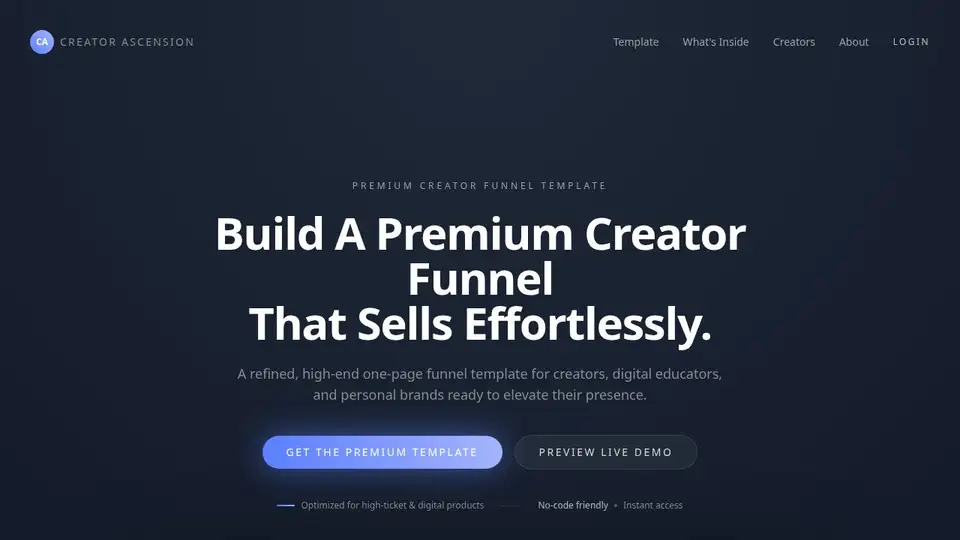 CA CREATOR ASCENSION Template What's Inside Creators About LOGIN
PREMIUM CREATOR FUNNEL TEMPLATE
Build A Premium Creator
Funnel
That Sells Effortlessly.
A refined, high-end one-page funnel template for creators, digital educators,
and personal brands ready to elevate their presence.
GET THE PREMIUM TEMPLATE PREVIEW LIVE DEMO
Optimized for high-ticket & digital products No-code friendly • Instant access